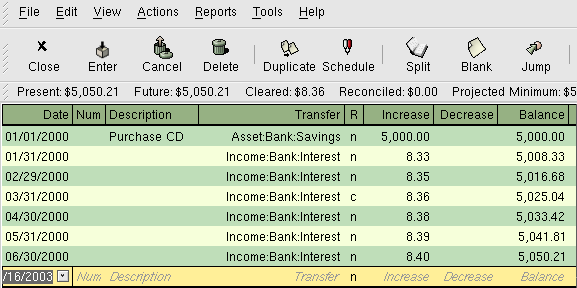 File Edit View Actions Reports Tools Help
Close Enter Cancel Delete Duplicate Schedule Split Blank Jump
Present: $5,050.21 Future: $5,050.21 Cleared: $8.36 Reconciled: $0.00 Projected Minimum: $5
Date Num Description Transfer R Increase Decrease Balance
01/01/2000 Purchase CD Asset:Bank:Savings n 5,000.00 5,000.00
01/31/2000 Income:Bank:Interest n 8.33 5,008.33
02/29/2000 Income:Bank:Interest n 8.35 5,016.68
03/31/2000 Income:Bank:Interest c 8.36 5,025.04
04/30/2000 Income:Bank:Interest n 8.38 5,033.42
05/31/2000 Income:Bank:Interest n 8.39 5,041.81
06/30/2000 Income:Bank:Interest n 8.40 5,050.21
/16/2003 Num Description Transfer n Increase Decrease Balance